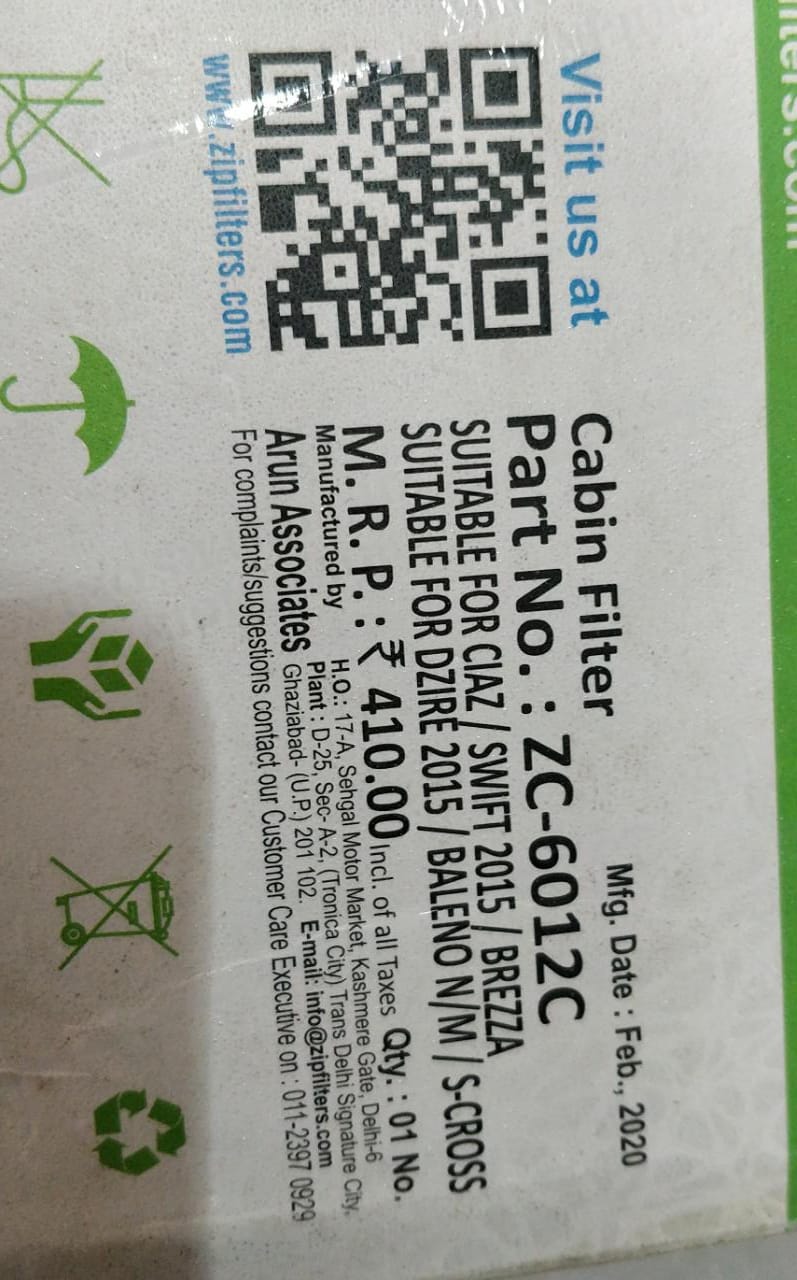 Visit us at
www.zipfilters.com
Cabin Filter
Mfg. Date : Feb., 2020
Part No. : ZC-6012C
SUITABLE FOR CIAZ / SWIFT 2015 / BREZZA
SUITABLE FOR DZIRE 2015 / BALENO N/M / S-CROSS
M. R. P. : ₹ 410.00 Incl. of all Taxes Qty. : 01 No.
Manufactured by
Arun Associates
H.O.: 17-A, Sehgal Motor Market, Kashmere Gate, Delhi-6
Plant : D-25, Sec- A-2, (Tronica City) Trans Delhi Signature City,
Ghaziabad- (U.P.) 201 102. E-mail: info@zipfilters.com
For complaints/suggestions contact our Customer Care Executive on : 011-2397 0929